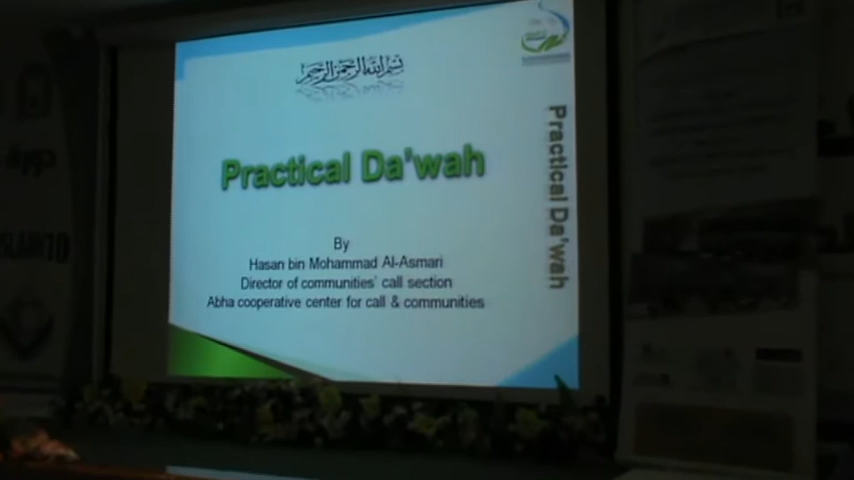 بسم الله الرحمن الرحيم
Practical Da'wah
By
Hasan bin Mohammad Al-Asmari
Director of communities' call section
Abha cooperative center for call & communities
Practical Da'wah